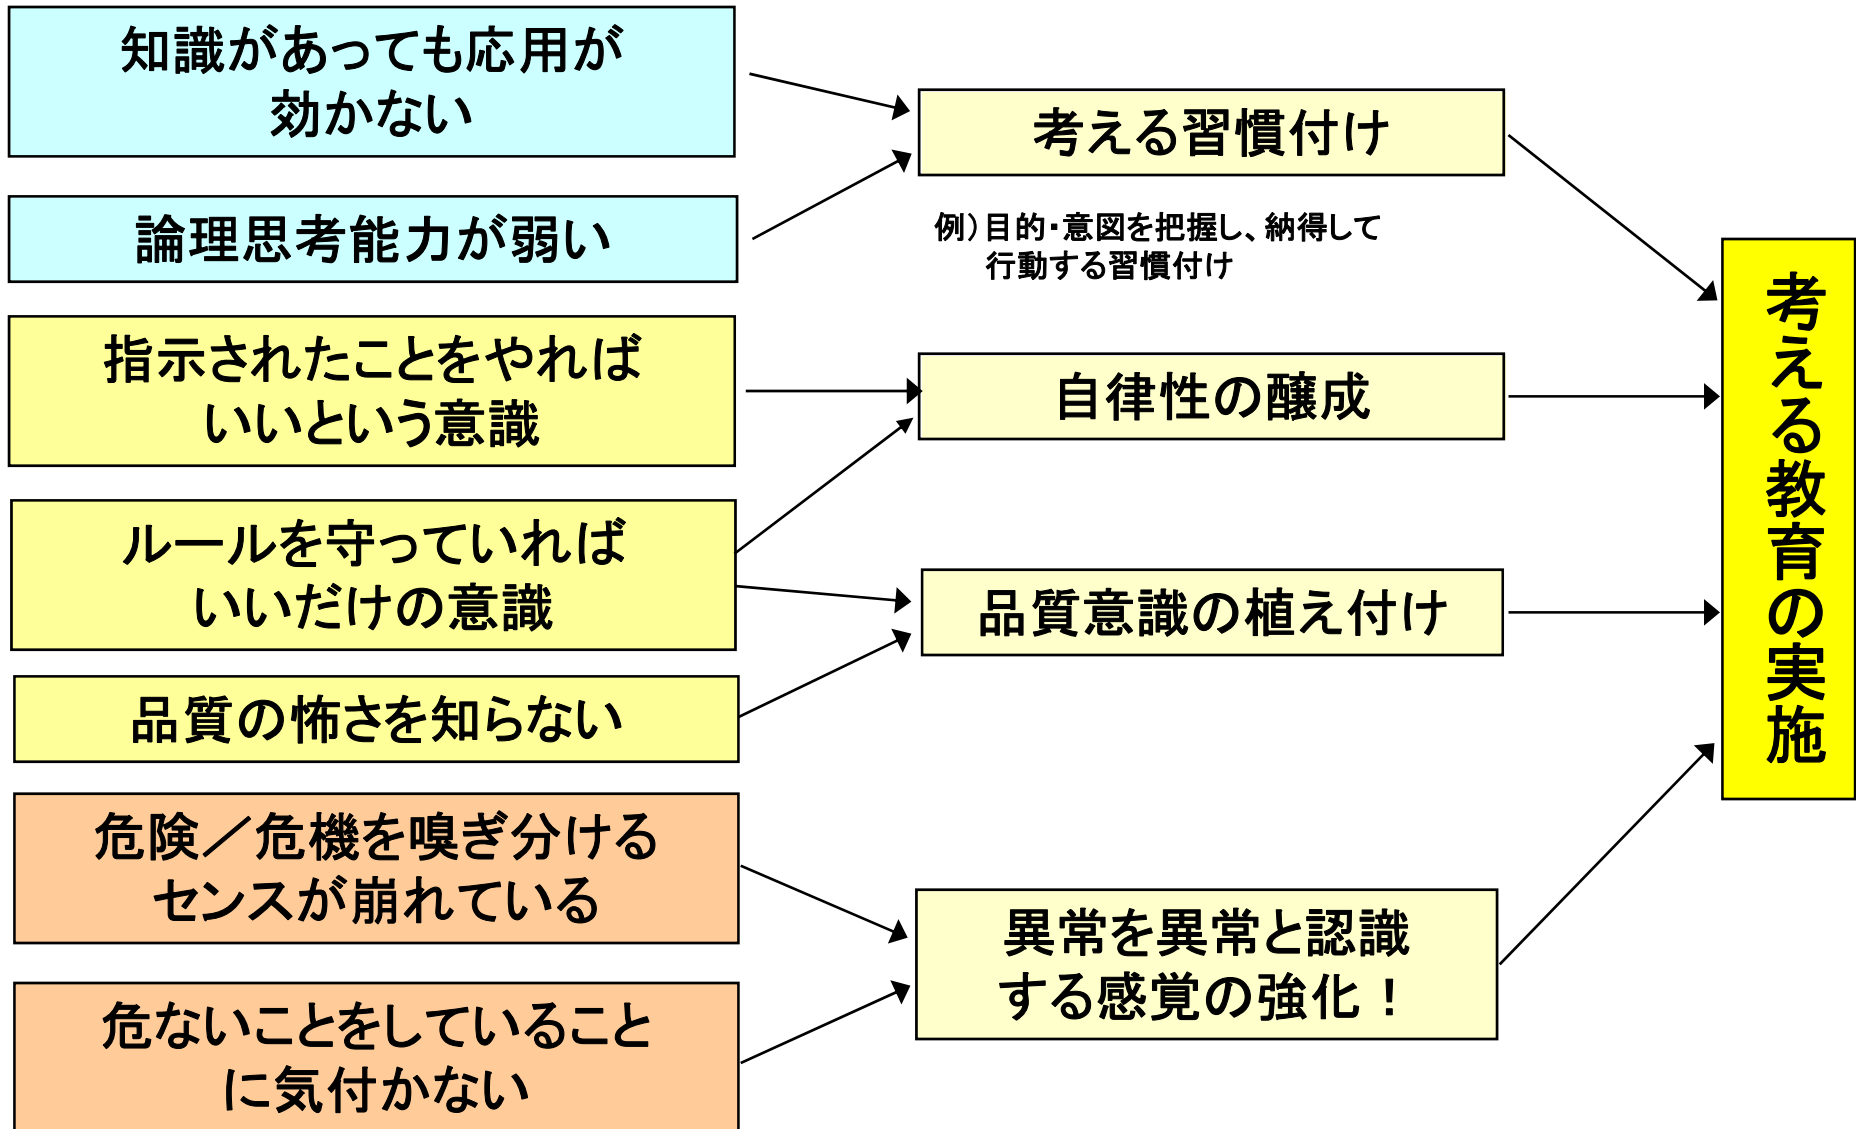 知識があっても応用が
効かない
論理思考能力が弱い
指示されたことをやれば
いいという意識
ルールを守っていれば
いいだけの意識
品質の怖さを知らない
危険／危機を嗅ぎ分ける
センスが崩れている
危ないことをしていること
に気付かない
考える習慣付け
例）目的・意図を把握し、納得して
行動する習慣付け
自律性の醸成
品質意識の植え付け
異常を異常と認識
する感覚の強化！
考える教育の実施